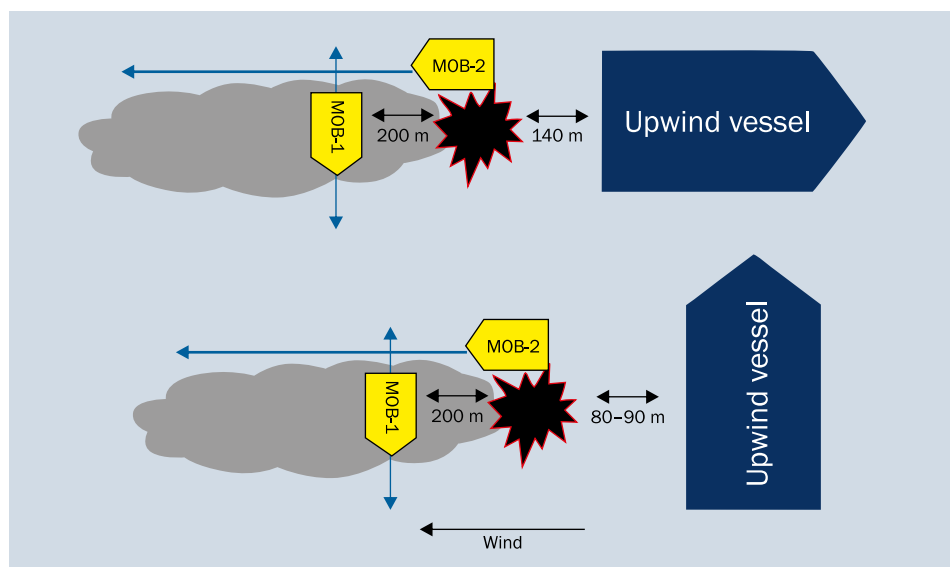 MOB-2
MOB-1
200 m
140 m
Upwind vessel
MOB-2
MOB-1
200 m
80–90 m
Upwind vessel
Wind